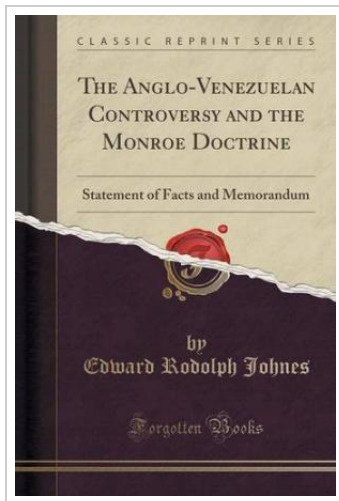 CLASSIC REPRINT SERIES
THE ANGLO-VENEZUELAN
CONTROVERSY AND THE
MONROE DOCTRINE
Statement of Facts and Memorandum
J
by
Edward Rodolph Johnes
Forgotten Books